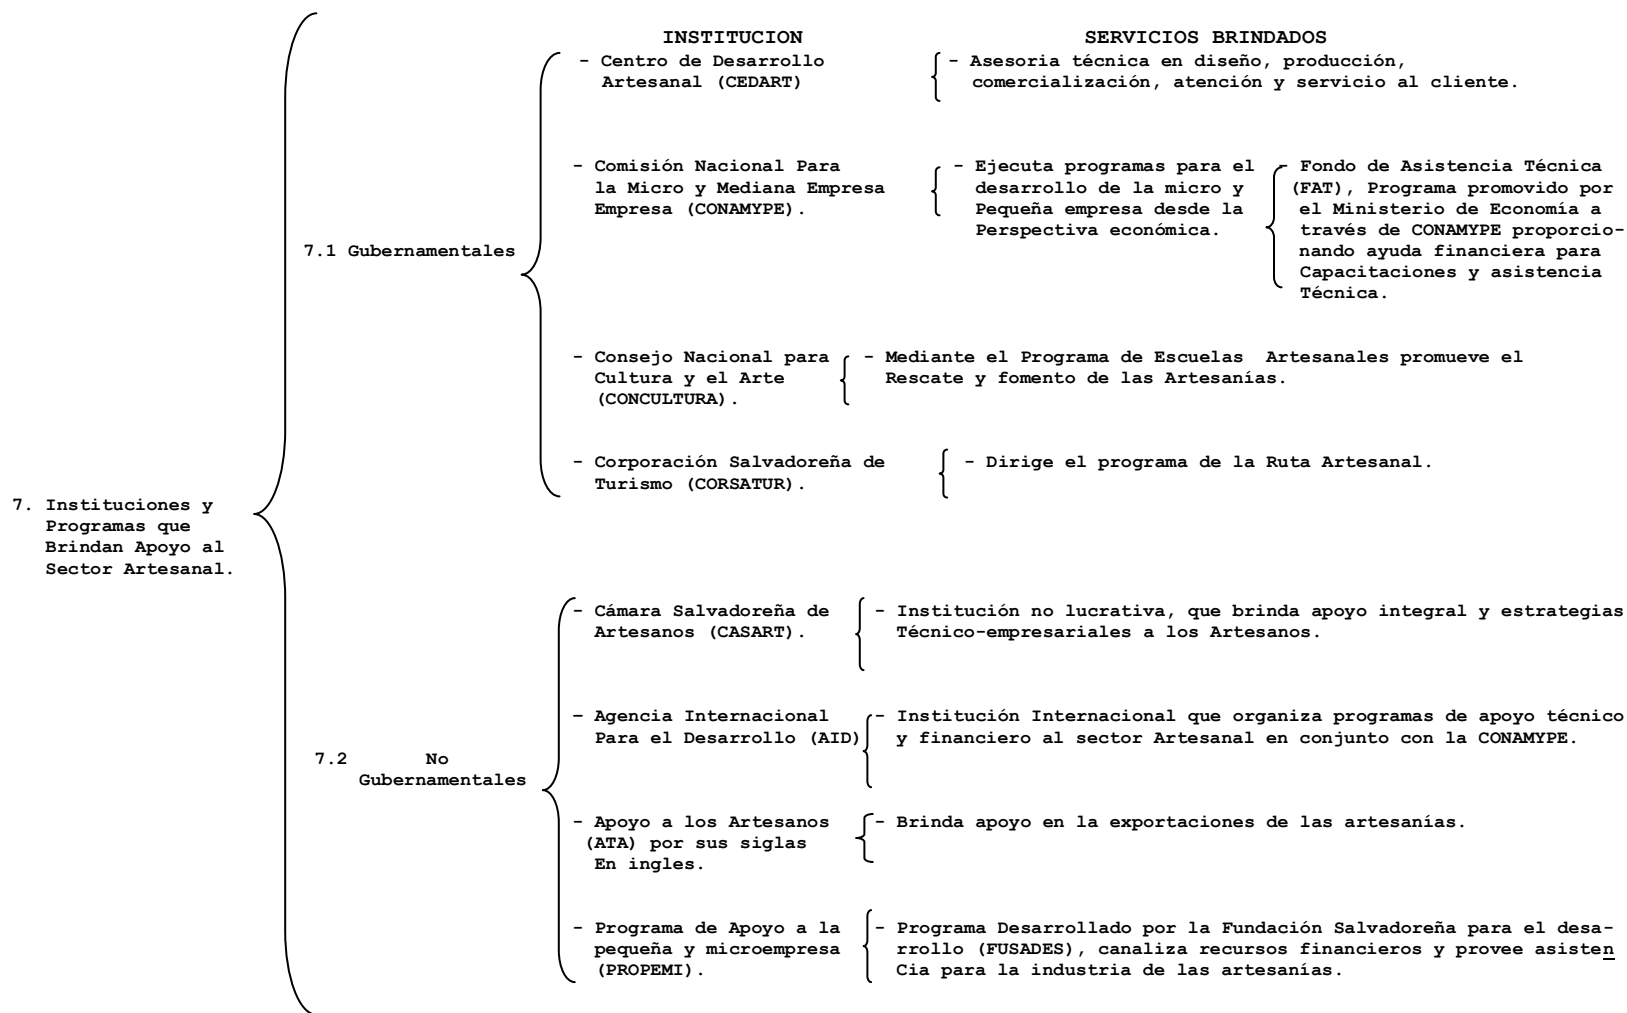 INSTITUCION
SERVICIOS BRINDADOS
7. Instituciones y
Programas que
Brindan Apoyo al
Sector Artesanal.
7.1 Gubernamentales
- Centro de Desarrollo
Artesanal (CEDART)
- Asesoria técnica en diseño, producción,
comercialización, atención y servicio al cliente.
- Comisión Nacional Para
la Micro y Mediana Empresa
Empresa (CONAMYPE).
- Ejecuta programas para el
desarrollo de la micro y
Pequeña empresa desde la
Perspectiva económica.
- Fondo de Asistencia Técnica
(FAT), Programa promovido por
el Ministerio de Economía a
través de CONAMYPE proporcio-
nando ayuda financiera para
Capacitaciones y asistencia
Técnica.
- Consejo Nacional para
Cultura y el Arte
(CONCULTURA).
- Mediante el Programa de Escuelas Artesanales promueve el
Rescate y fomento de las Artesanías.
- Corporación Salvadoreña de
Turismo (CORSATUR).
- Dirige el programa de la Ruta Artesanal.
7.2 No
Gubernamentales
- Cámara Salvadoreña de
Artesanos (CASART).
- Institución no lucrativa, que brinda apoyo integral y estrategias
Técnico-empresariales a los Artesanos.
- Agencia Internacional
Para el Desarrollo (AID)
- Institución Internacional que organiza programas de apoyo técnico
y financiero al sector Artesanal en conjunto con la CONAMYPE.
- Apoyo a los Artesanos
(ATA) por sus siglas
En ingles.
- Brinda apoyo en la exportaciones de las artesanías.
- Programa de Apoyo a la
pequeña y microempresa
(PROPEMI).
- Programa Desarrollado por la Fundación Salvadoreña para el desa-
rrollo (FUSADES), canaliza recursos financieros y provee asisten
Cia para la industria de las artesanías.